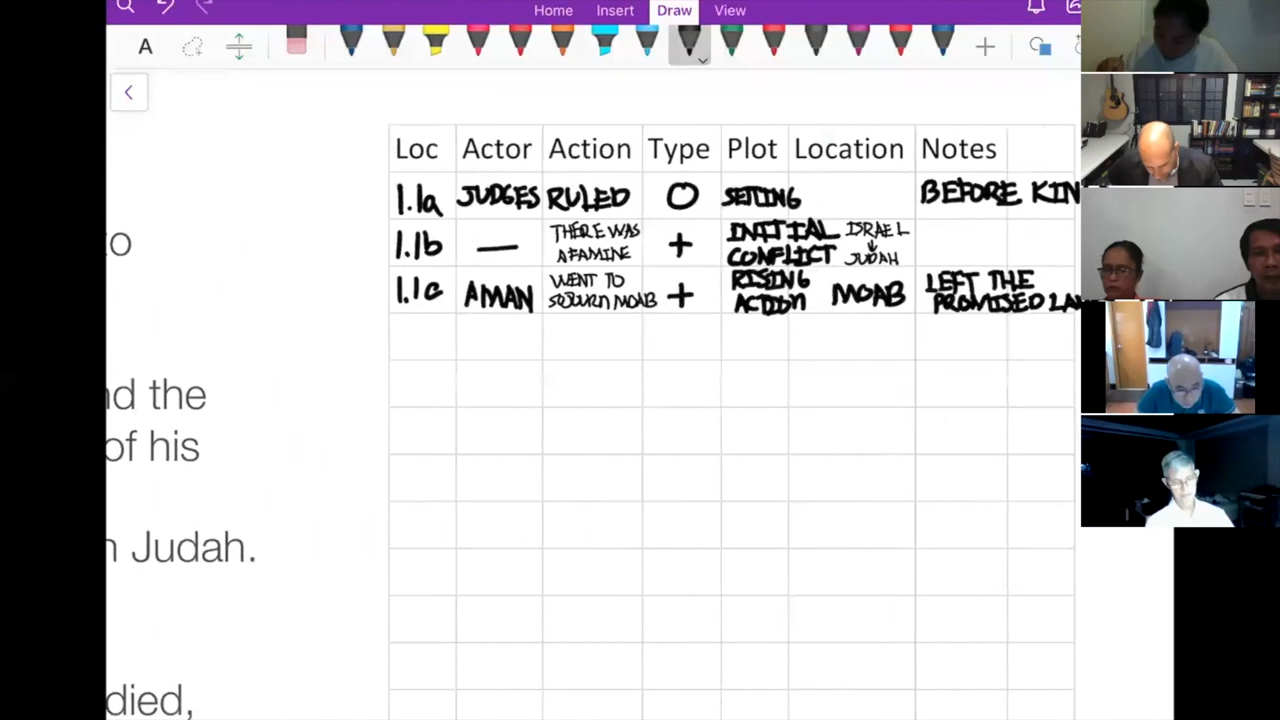 Home Insert Draw View
A
Loc Actor Action Type Plot Location Notes
1.1a JUDGES RULED O SETTING BEFORE KIN
1.1b — THERE WAS A FAMINE + INITIAL CONFLICT ISRAEL ↓ JUDAH
1.1c A MAN WENT TO SOJOURN MOAB + RISING ACTION MOAB LEFT THE PROMISED LA
to
nd the
of his
n Judah.
died,